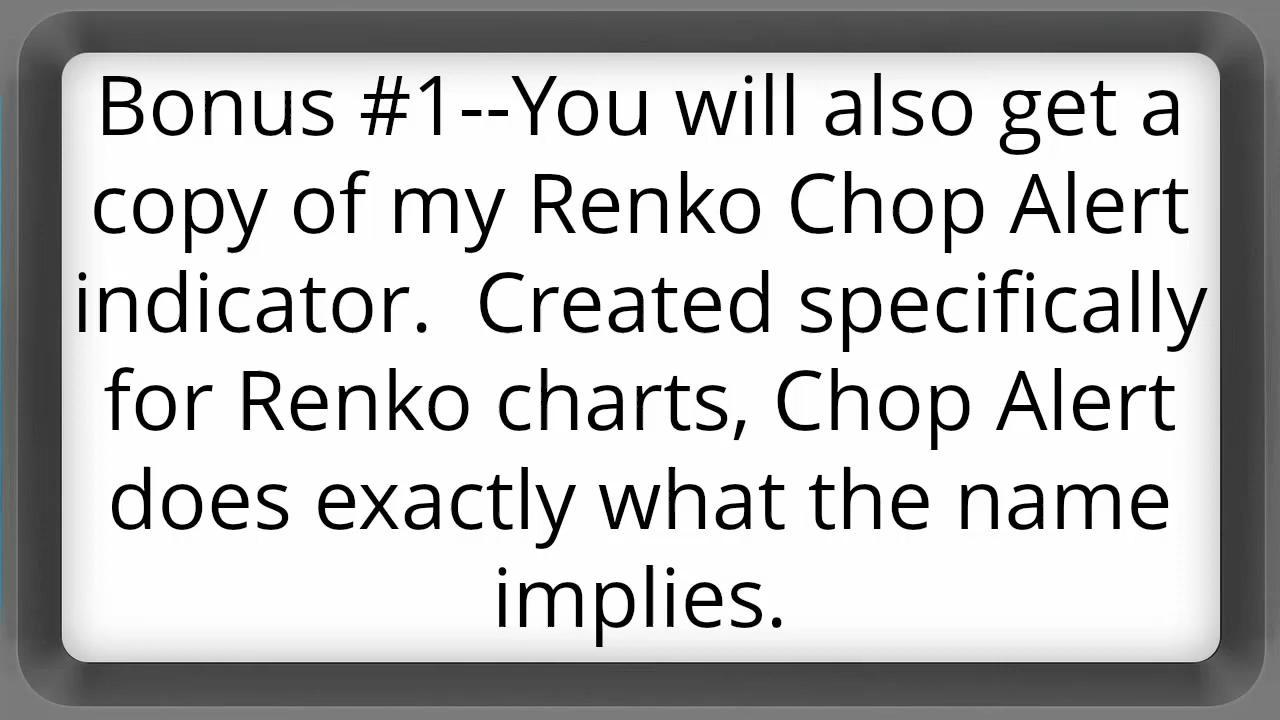 Bonus #1--You will also get a
copy of my Renko Chop Alert
indicator.  Created specifically
for Renko charts, Chop Alert
does exactly what the name
implies.